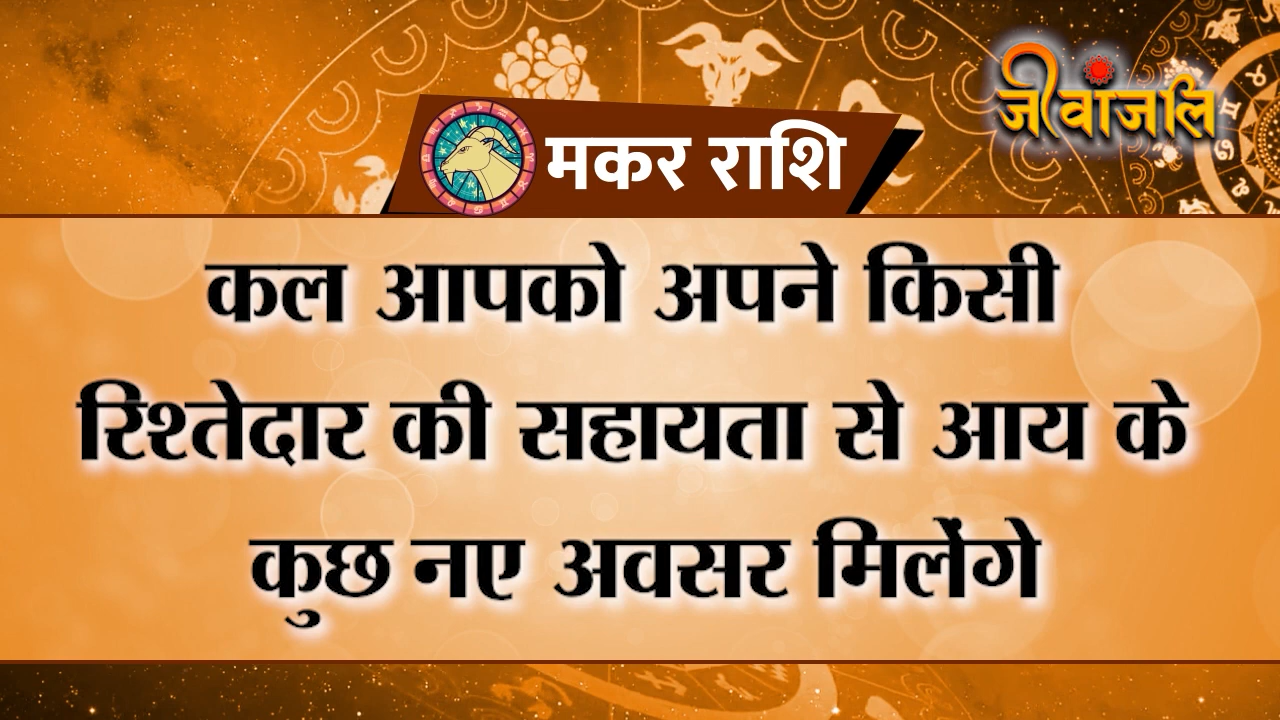 जीवांजलि
मकर राशि
कल आपको अपने किसी
रिश्तेदार की सहायता से आय के
कुछ नए अवसर मिलेंगे